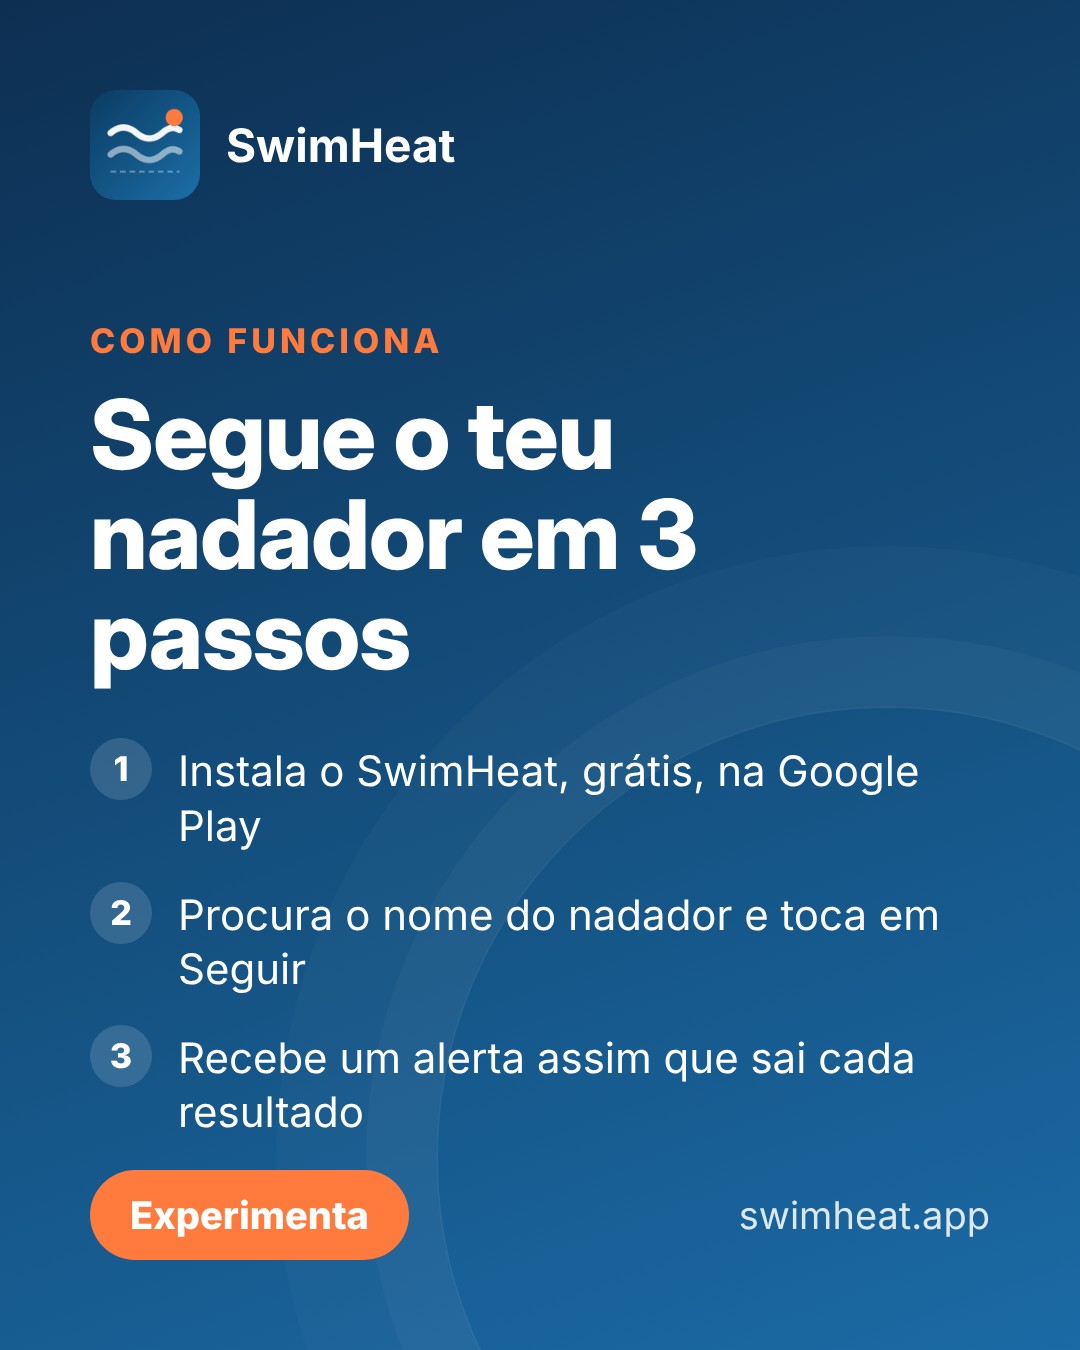 SwimHeat
COMO FUNCIONA
Segue o teu
nadador em 3
passos
1 Instala o SwimHeat, grátis, na Google
Play
2 Procura o nome do nadador e toca em
Seguir
3 Recebe um alerta assim que sai cada
resultado
Experimenta
swimheat.app